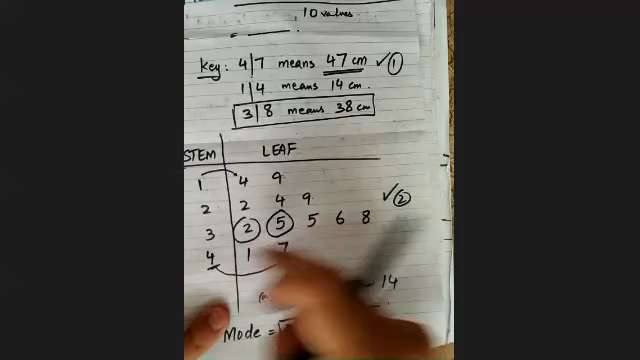 10 values
=
Key: 4|7 means 47 cm ✓①
1|4 means 14 cm.
3|8 means 38 cm
STEM LEAF
1 | 4 9
2 | 2 4 9 ✓②
3 | 2 5 5 6 8
4 | 1 7
14
Mode =